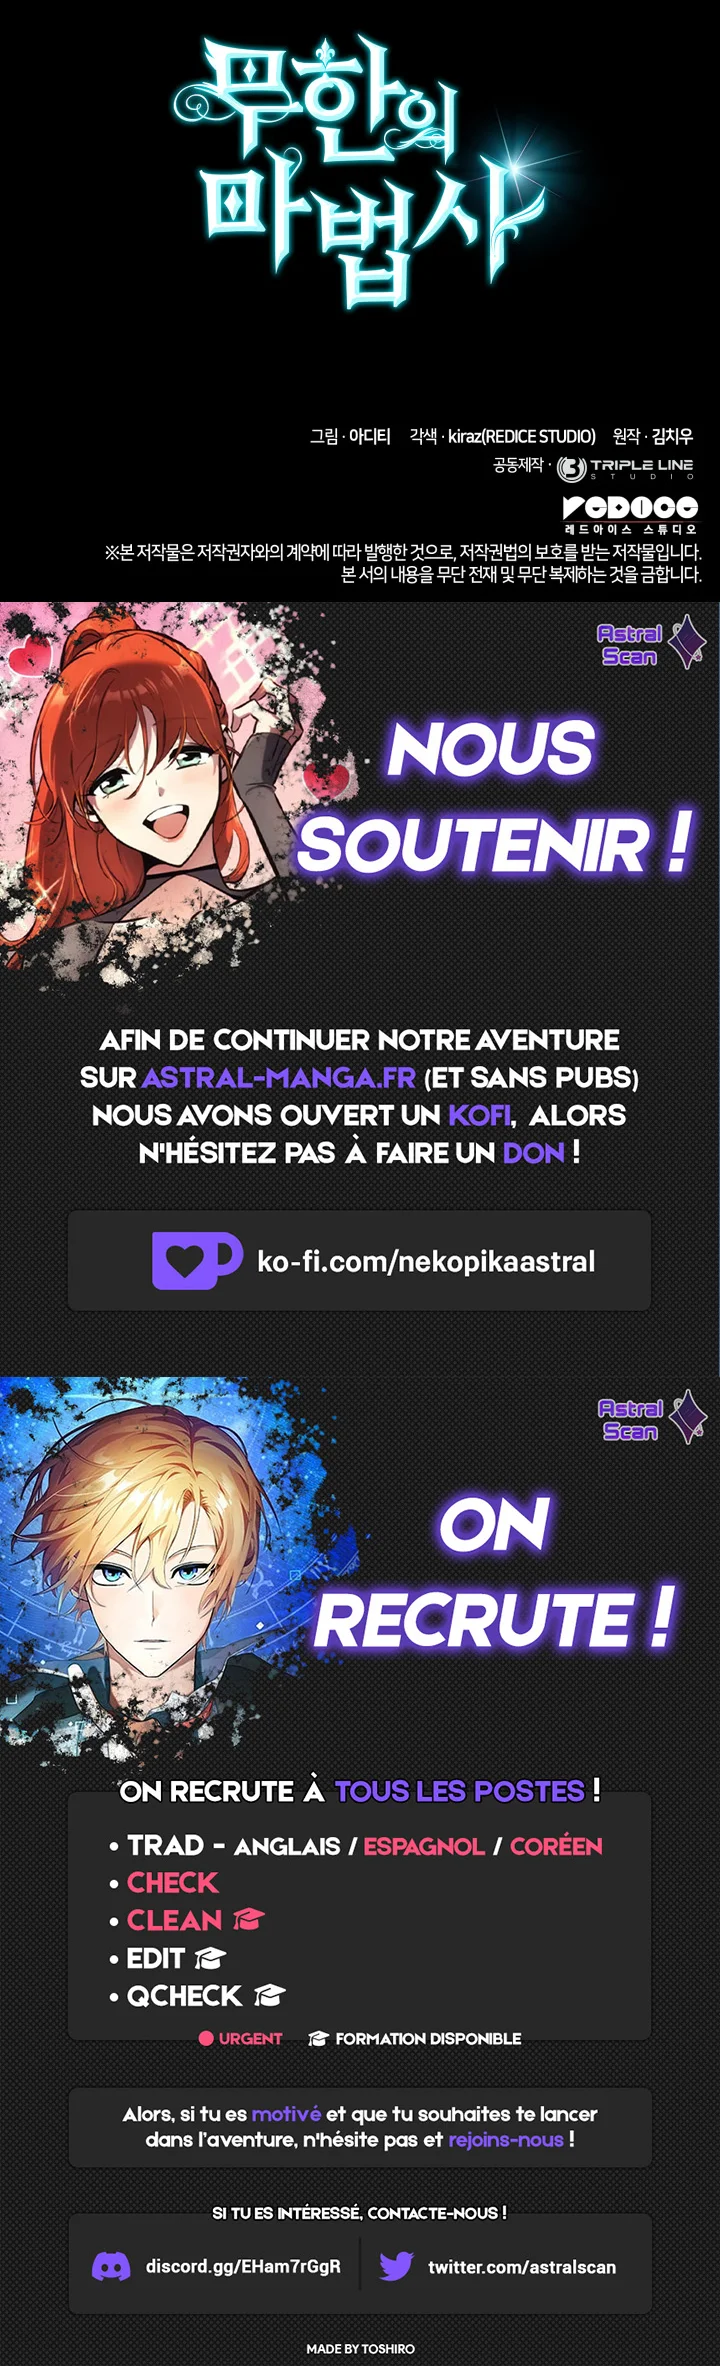 무한의
마법사
그림 · 아디티 각색 · kiraz(REDICE STUDIO) 원작 · 김치우
공동제작 · TRIPLE LINE
STUDIO
REDICE
레드아이스 스튜디오
※본 저작물은 저작권자와의 계약에 따라 발행한 것으로, 저작권법의 보호를 받는 저작물입니다.
본 서의 내용을 무단 전재 및 무단 복제하는 것을 금합니다.
Astral
Scan
NOUS
SOUTENIR !
AFIN DE CONTINUER NOTRE AVENTURE
SUR ASTRAL-MANGA.FR (ET SANS PUBS)
NOUS AVONS OUVERT UN KOFI, ALORS
N'HÉSITEZ PAS À FAIRE UN DON !
ko-fi.com/nekopikaastral
Astral
Scan
ON
RECRUTE !
ON RECRUTE À TOUS LES POSTES !
• TRAD - ANGLAIS / ESPAGNOL / CORÉEN
• CHECK
• CLEAN
• EDIT
• QCHECK
URGENT FORMATION DISPONIBLE
Alors, si tu es motivé et que tu souhaites te lancer
dans l'aventure, n'hésite pas et rejoins-nous !
SI TU ES INTÉRESSÉ, CONTACTE-NOUS !
discord.gg/EHam7rGgR twitter.com/astralscan
MADE BY TOSHIRO